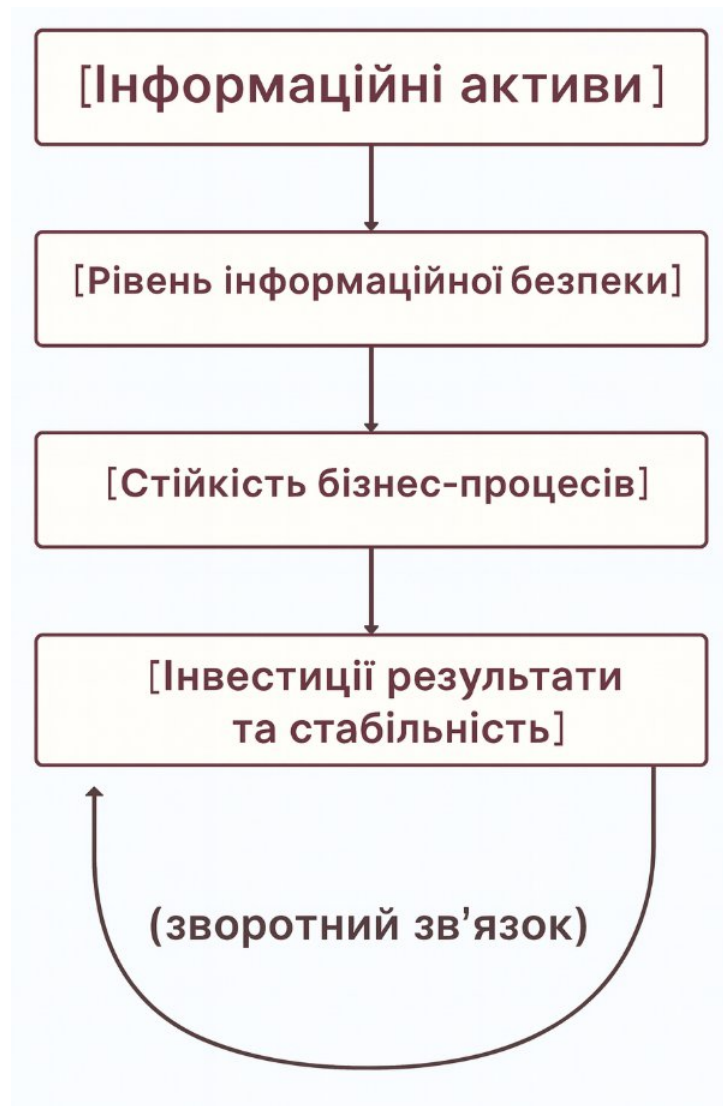 [Інформаційні активи]
[Рівень інформаційної безпеки]
[Стійкість бізнес-процесів]
[Інвестиції результати
та стабільність]
(зворотний зв’язок)